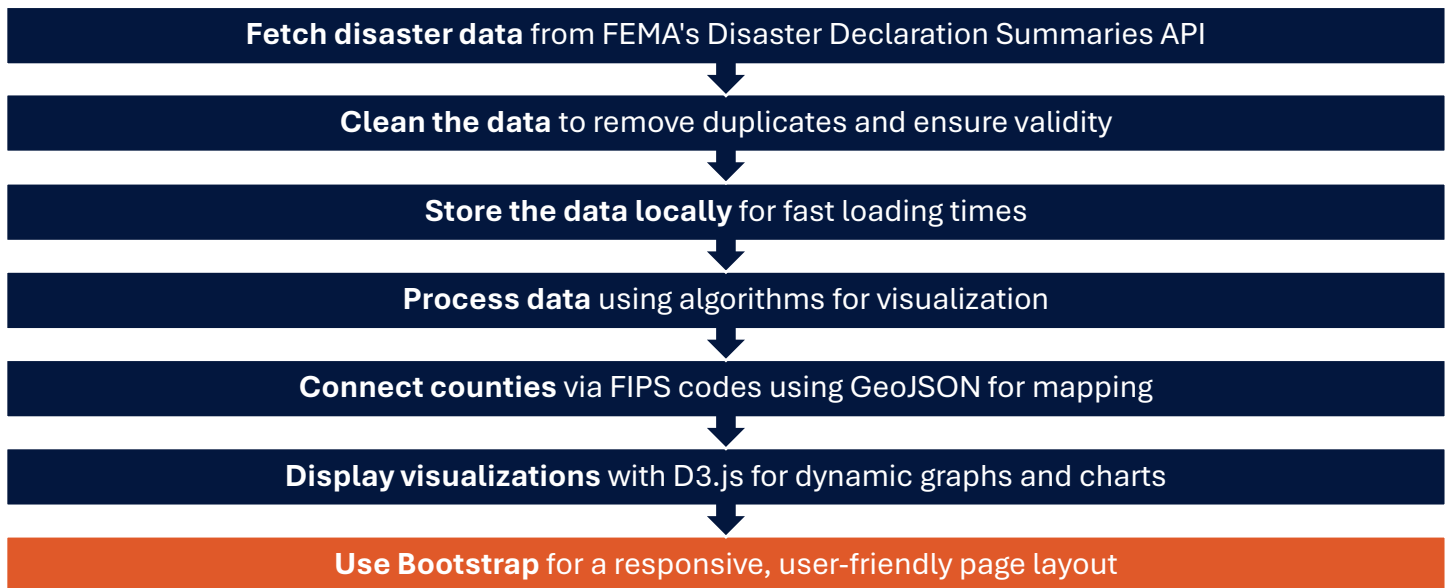 Fetch disaster data from FEMA's Disaster Declaration Summaries API
Clean the data to remove duplicates and ensure validity
Store the data locally for fast loading times
Process data using algorithms for visualization
Connect counties via FIPS codes using GeoJSON for mapping
Display visualizations with D3.js for dynamic graphs and charts
Use Bootstrap for a responsive, user-friendly page layout